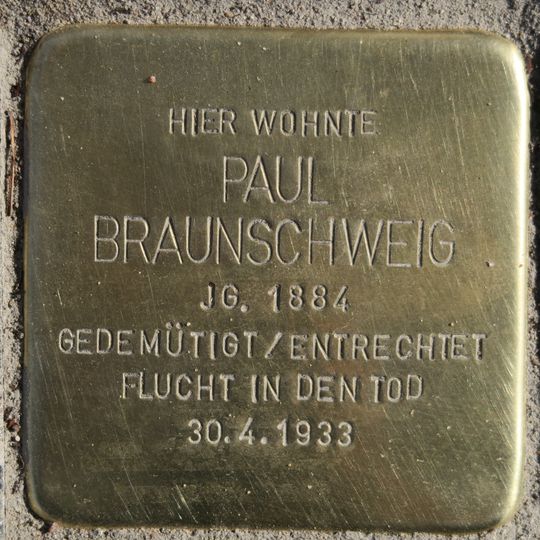 HIER WOHNTE
PAUL
BRAUNSCHWEIG
JG. 1884
GEDEMÜTIGT/ENTRECHTET
FLUCHT IN DEN TOD
30.4.1933